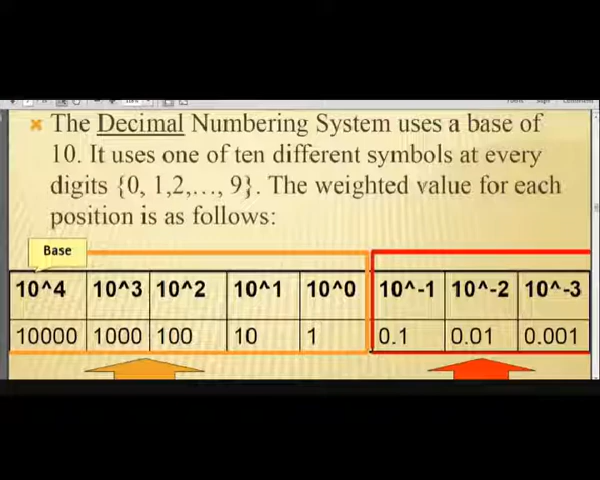 The Decimal Numbering System uses a base of
10. It uses one of ten different symbols at every
digits {0, 1,2,…, 9}. The weighted value for each
position is as follows:
Base
10^4 10^3 10^2 10^1 10^0 10^-1 10^-2 10^-3
10000 1000 100 10 1 0.1 0.01 0.001